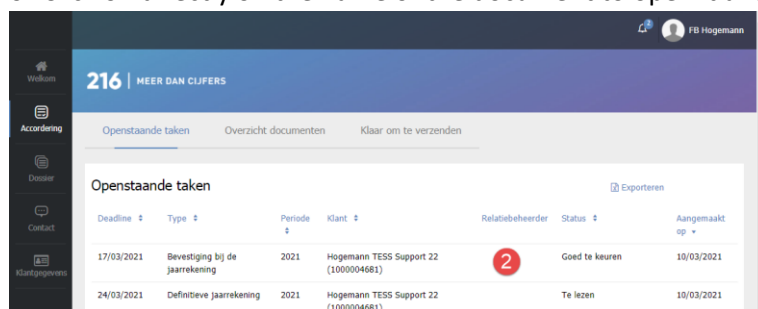 2
FB Hogemann
216 | MEER DAN CIJFERS
Welkom
Accordering
Dossier
Contact
Klantgegevens
Openstaande taken Overzicht documenten Klaar om te verzenden
Openstaande taken
Exporteren
Deadline Type Periode Klant Relatiebeheerder Status Aangemaakt op
17/03/2021 Bevestiging bij de jaarrekening 2021 Hogemann TESS Support 22 (1000004681) 2 Goed te keuren 10/03/2021
24/03/2021 Definitieve jaarrekening 2021 Hogemann TESS Support 22 (1000004681) Te lezen 10/03/2021